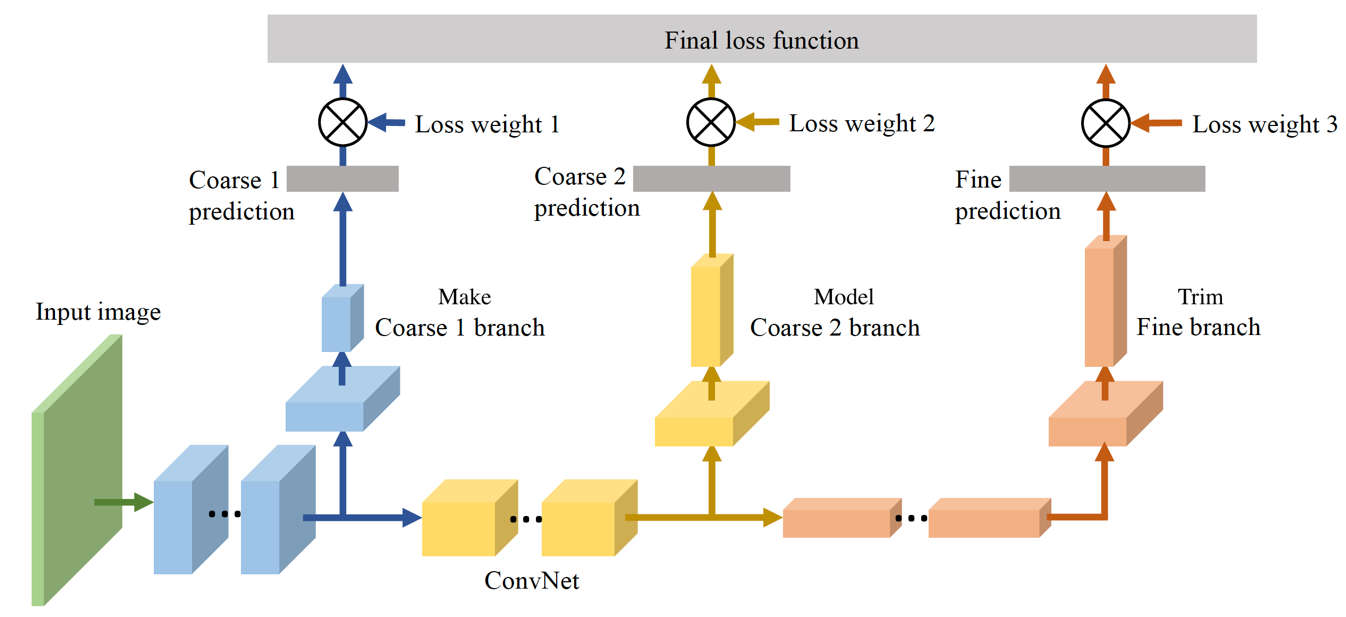 Final loss function
Loss weight 1
Loss weight 2
Loss weight 3
Coarse 1
prediction
Coarse 2
prediction
Fine
prediction
Input image
Make
Coarse 1 branch
Model
Coarse 2 branch
Trim
Fine branch
ConvNet